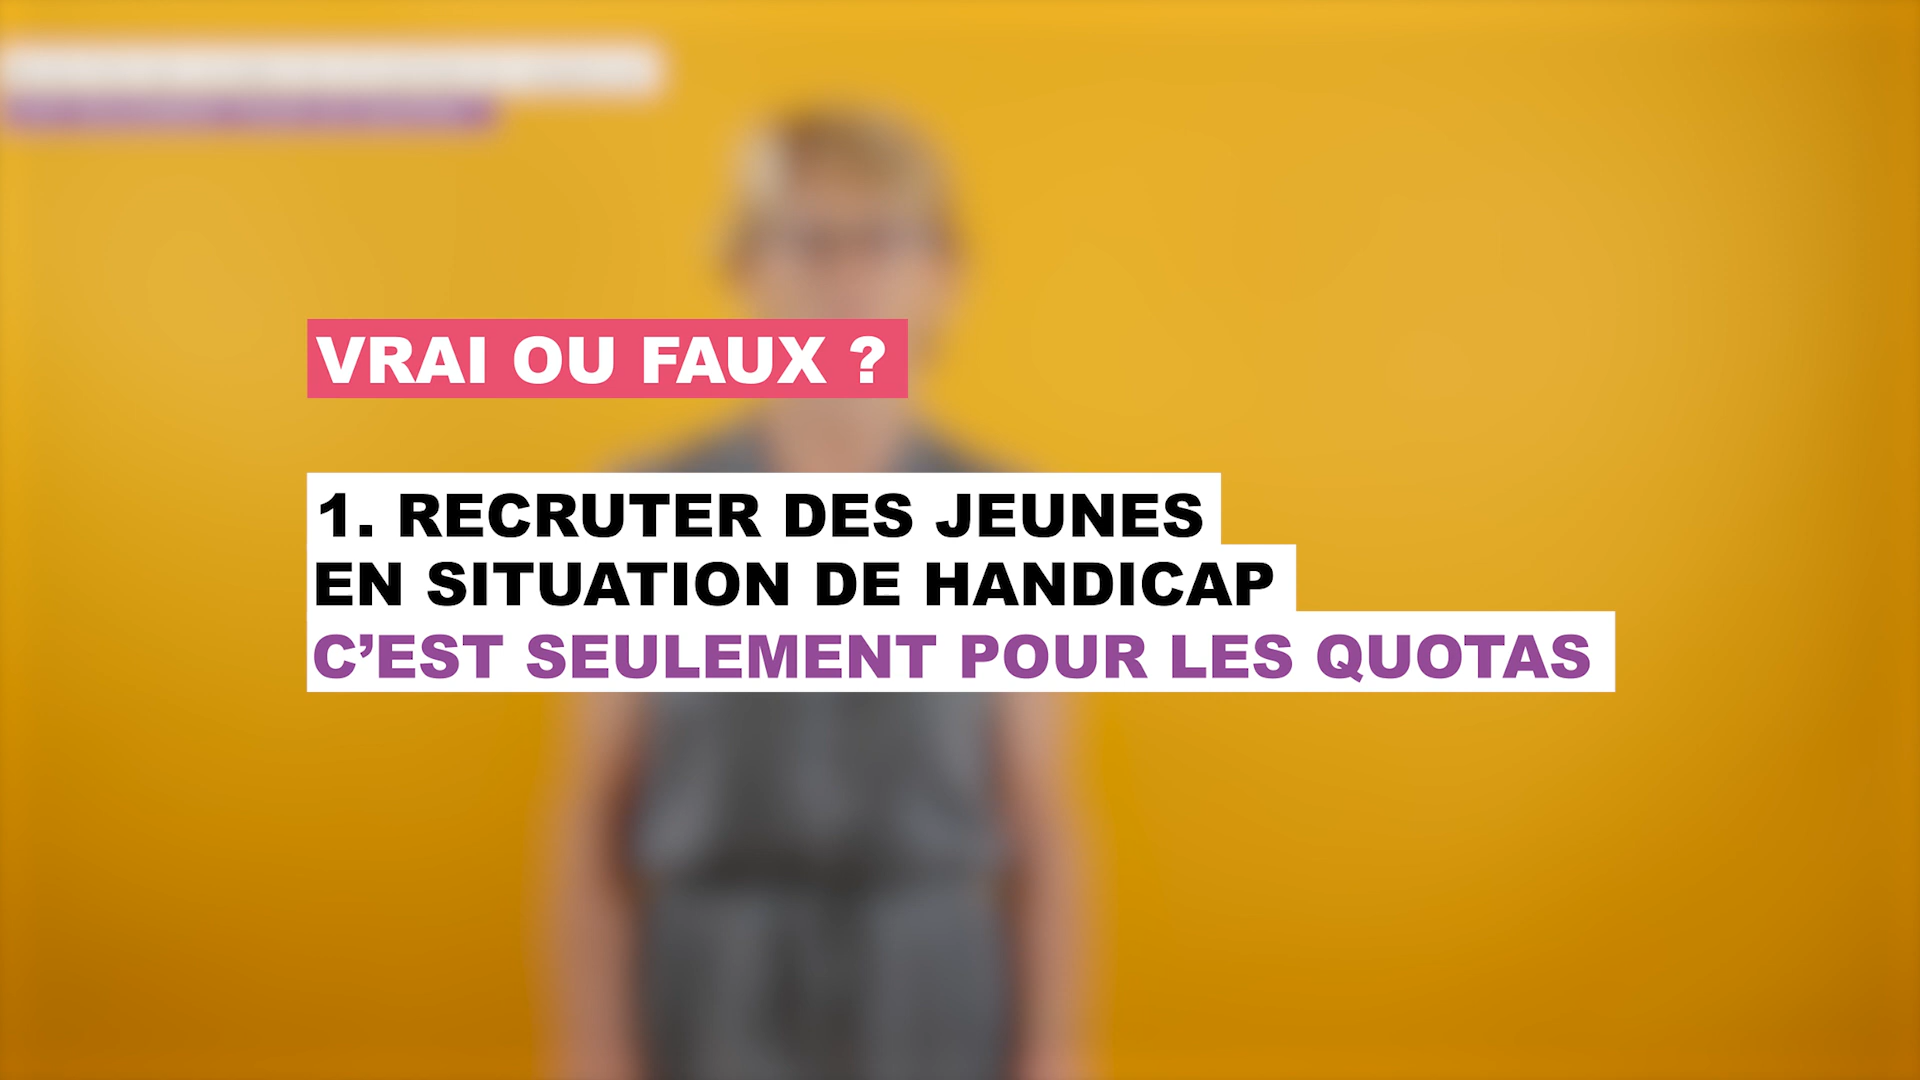 VRAI OU FAUX ?
1. RECRUTER DES JEUNES
EN SITUATION DE HANDICAP
C’EST SEULEMENT POUR LES QUOTAS